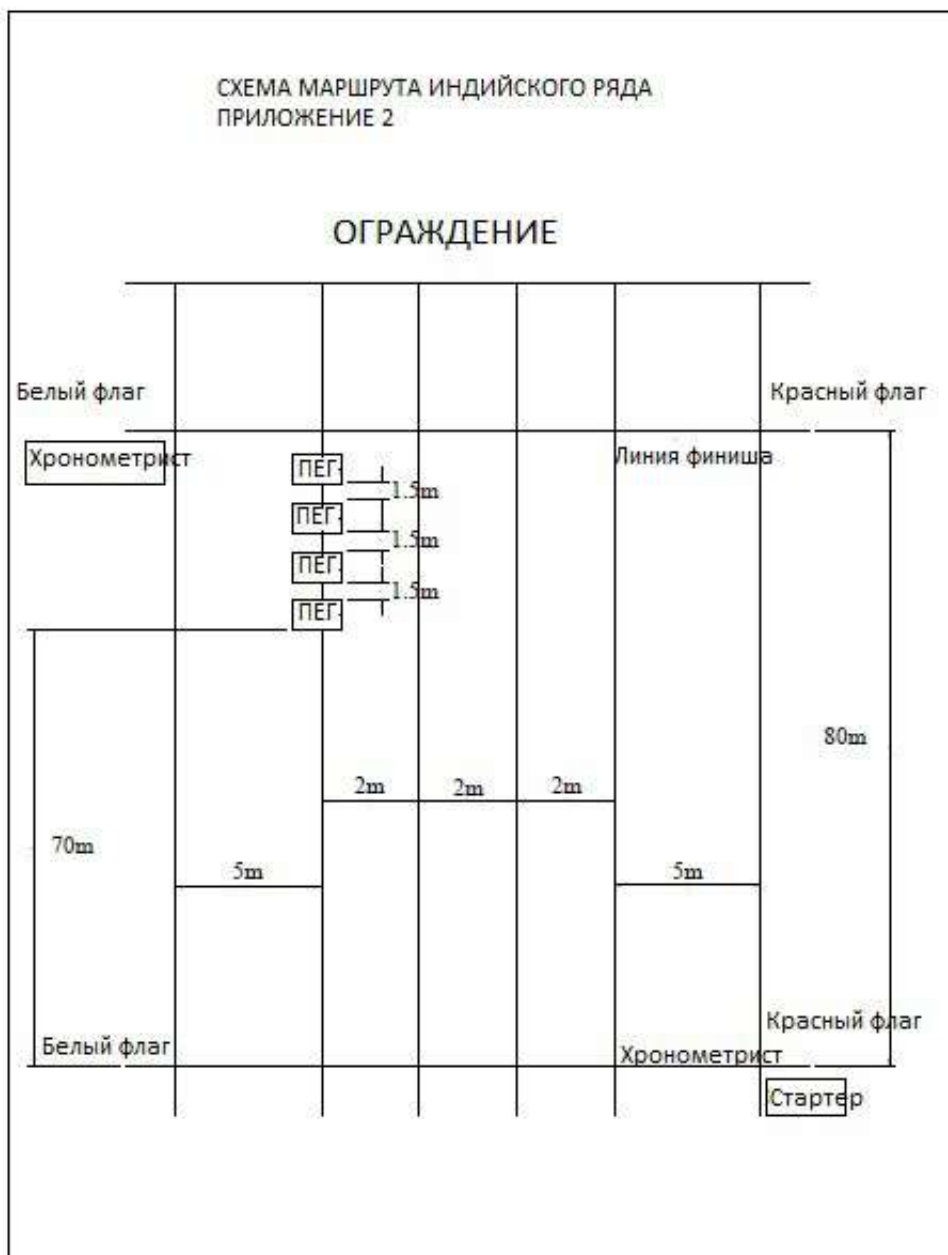 СХЕМА МАРШРУТА ИНДИЙСКОГО РЯДА
ПРИЛОЖЕНИЕ 2
ОГРАЖДЕНИЕ
Белый флаг
Красный флаг
Хронометрист
Линия финиша
ПЕГ
1.5m
ПЕГ
1.5m
ПЕГ
1.5m
ПЕГ
80m
2m
2m
2m
70m
5m
5m
Красный флаг
Белый флаг
Хронометрист
Стартер